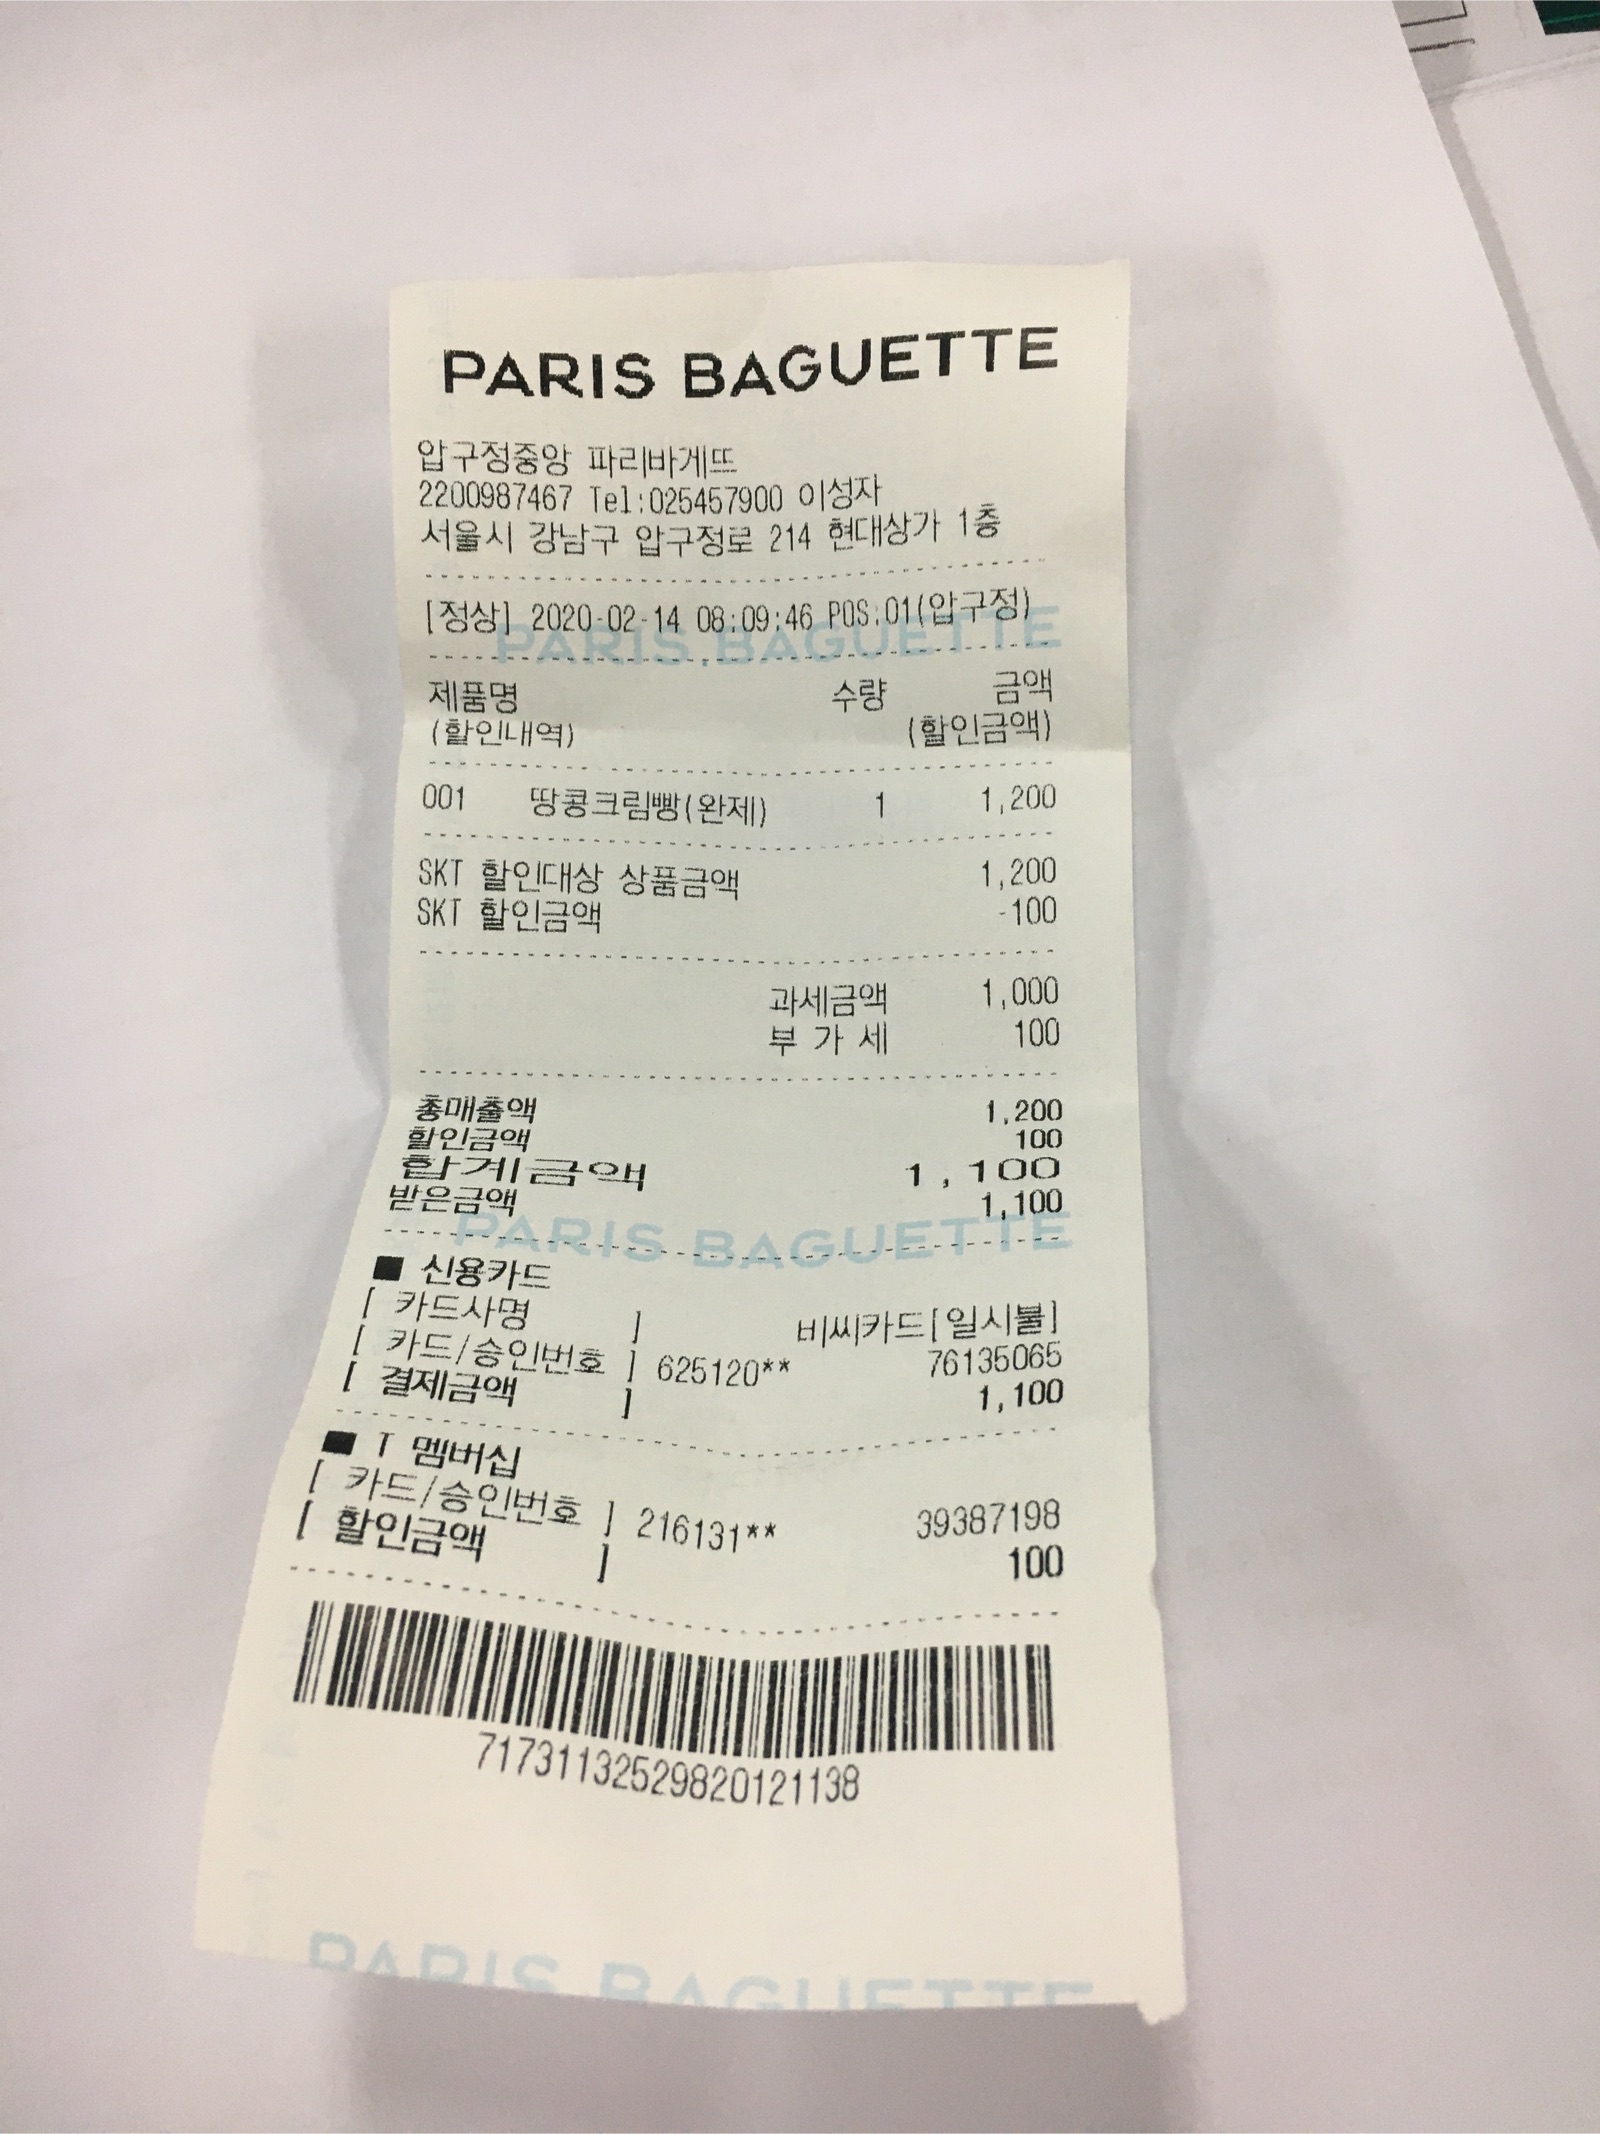 PARIS BAGUETTE
압구정중앙 파리바게뜨
2200987467 Tel:025457900 이성자
서울시 강남구 압구정로 214 현대상가 1층
[정상] 2020-02-14 08:09:46 POS:01(압구정)
PARIS BAGUETTE
제품명 수량 금액
(할인내역) (할인금액)
001 땅콩크림빵(완제) 1 1,200
SKT 할인대상 상품금액 1,200
SKT 할인금액 -100
과세금액 1,000
부 가 세 100
총매출액 1,200
할인금액 100
합계금액 1,100
받은금액 1,100
PARIS BAGUETTE
■ 신용카드
[ 카드사명 ] 비씨카드[일시불]
[ 카드/승인번호 ] 625120** 76135065
[ 결제금액 ] 1,100
■ T 멤버십
[ 카드/승인번호 ] 216131** 39387198
[ 할인금액 ] 100
71731132529820121138
PARIS BAGUETTE